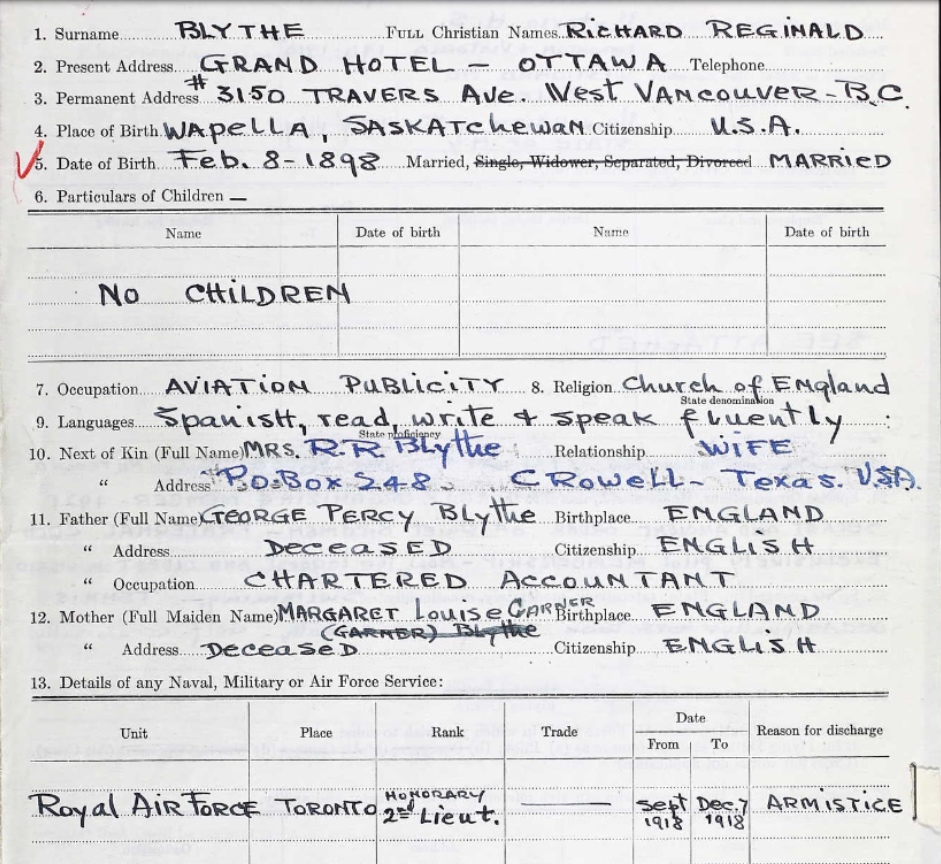 1. Surname BLYTHE FULL Christian Names. RICHARD REGINALD
2. Present Address. GRAND HOTEL - OTTAWA Telephone
3. Permanent Address # 3150 TRAVERS Ave. West VANCOUVER - B.C.
4. Place of Birth. WAPELLA, SASKATCHEWAN Citizenship U.S.A.
5. Date of Birth Feb. 8 - 1898 Married, Single, Widower, Separated, Divorced MARRIED
6. Particulars of Children —
Name Date of birth Name Date of birth
NO CHILDREN
7. Occupation AVIATION PUBLICITY 8. Religion Church of ENGland
State denomination
9. Languages Spanish, read, write & speak fluently :
State proficiency
10. Next of Kin (Full Name) MRS. R.R. Blythe Relationship WIFE
" Address P.O. Box 248 CROWELL - Texas. USA.
11. Father (Full Name) GEORGE PERCY Blythe Birthplace ENGLAND
" Address DECEASED Citizenship ENGLISH
" Occupation CHARTERED ACCOUNTANT
12. Mother (Full Maiden Name) MARGARET Louise GARNER Birthplace ENGLAND
(GARNER) Blythe
" Address DECEASED Citizenship ENGLISH
13. Details of any Naval, Military or Air Force Service:
Unit Place Rank Trade Date Reason for discharge
From To
Royal AIR FORCE TORONTO HONORARY 2nd Lieut. — Sept 1918 Dec. 7 1918 ARMISTICE